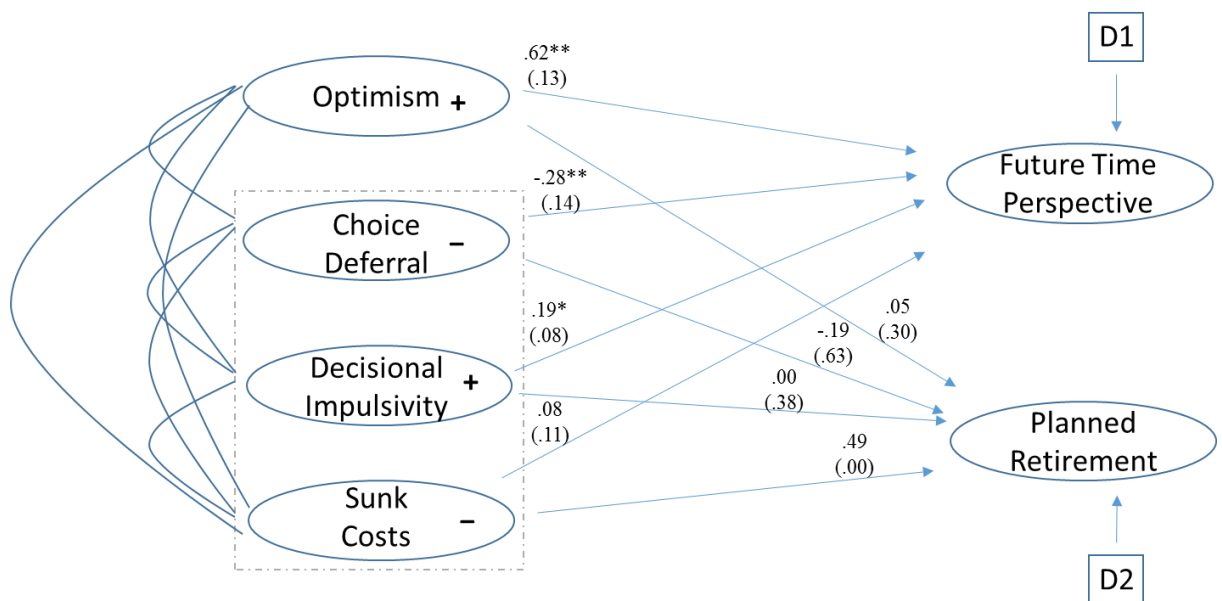 D1
.62**
(.13)
Optimism +
Future Time
Perspective
-.28**
(.14)
Choice
Deferral −
.19*
(.08)
.05
(.30)
-.19
(.63)
Decisional
Impulsivity +
.00
(.38)
.08
(.11)
.49
(.00)
Planned
Retirement
Sunk
Costs −
D2